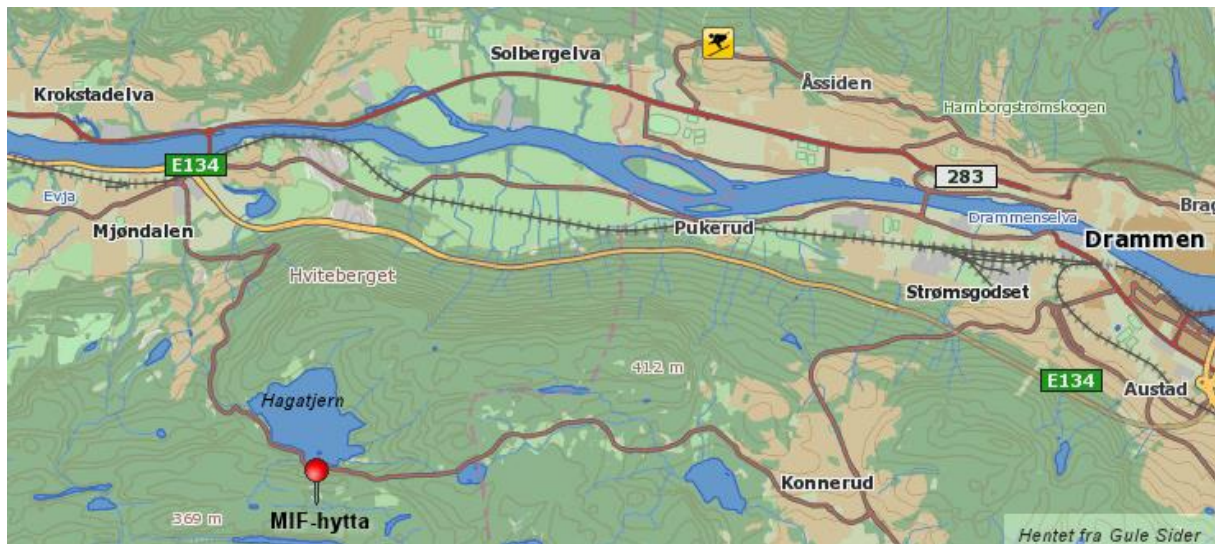 Solbergelva
Krokstadelva
Åssiden
Hamborgstrømskogen
E134
283
Evja
Mjøndalen
Drammenselva
Brag
Pukerud
Drammen
Hviteberget
Strømsgodset
412 m
E134
Austad
Hagatjern
Konnerud
MIF-hytta
369 m
Hentet fra Gule Sider